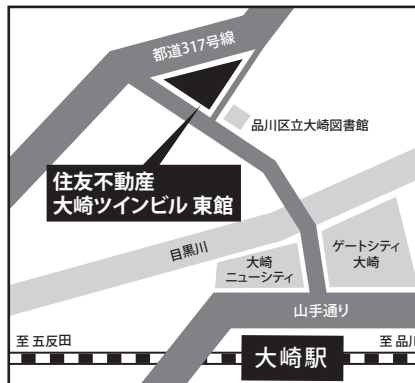 都道317号線
品川区立大崎図書館
住友不動産
大崎ツインビル 東館
目黒川
大崎
ニューシティ
ゲートシティ
大崎
山手通り
至 五反田
至 品川
大崎駅